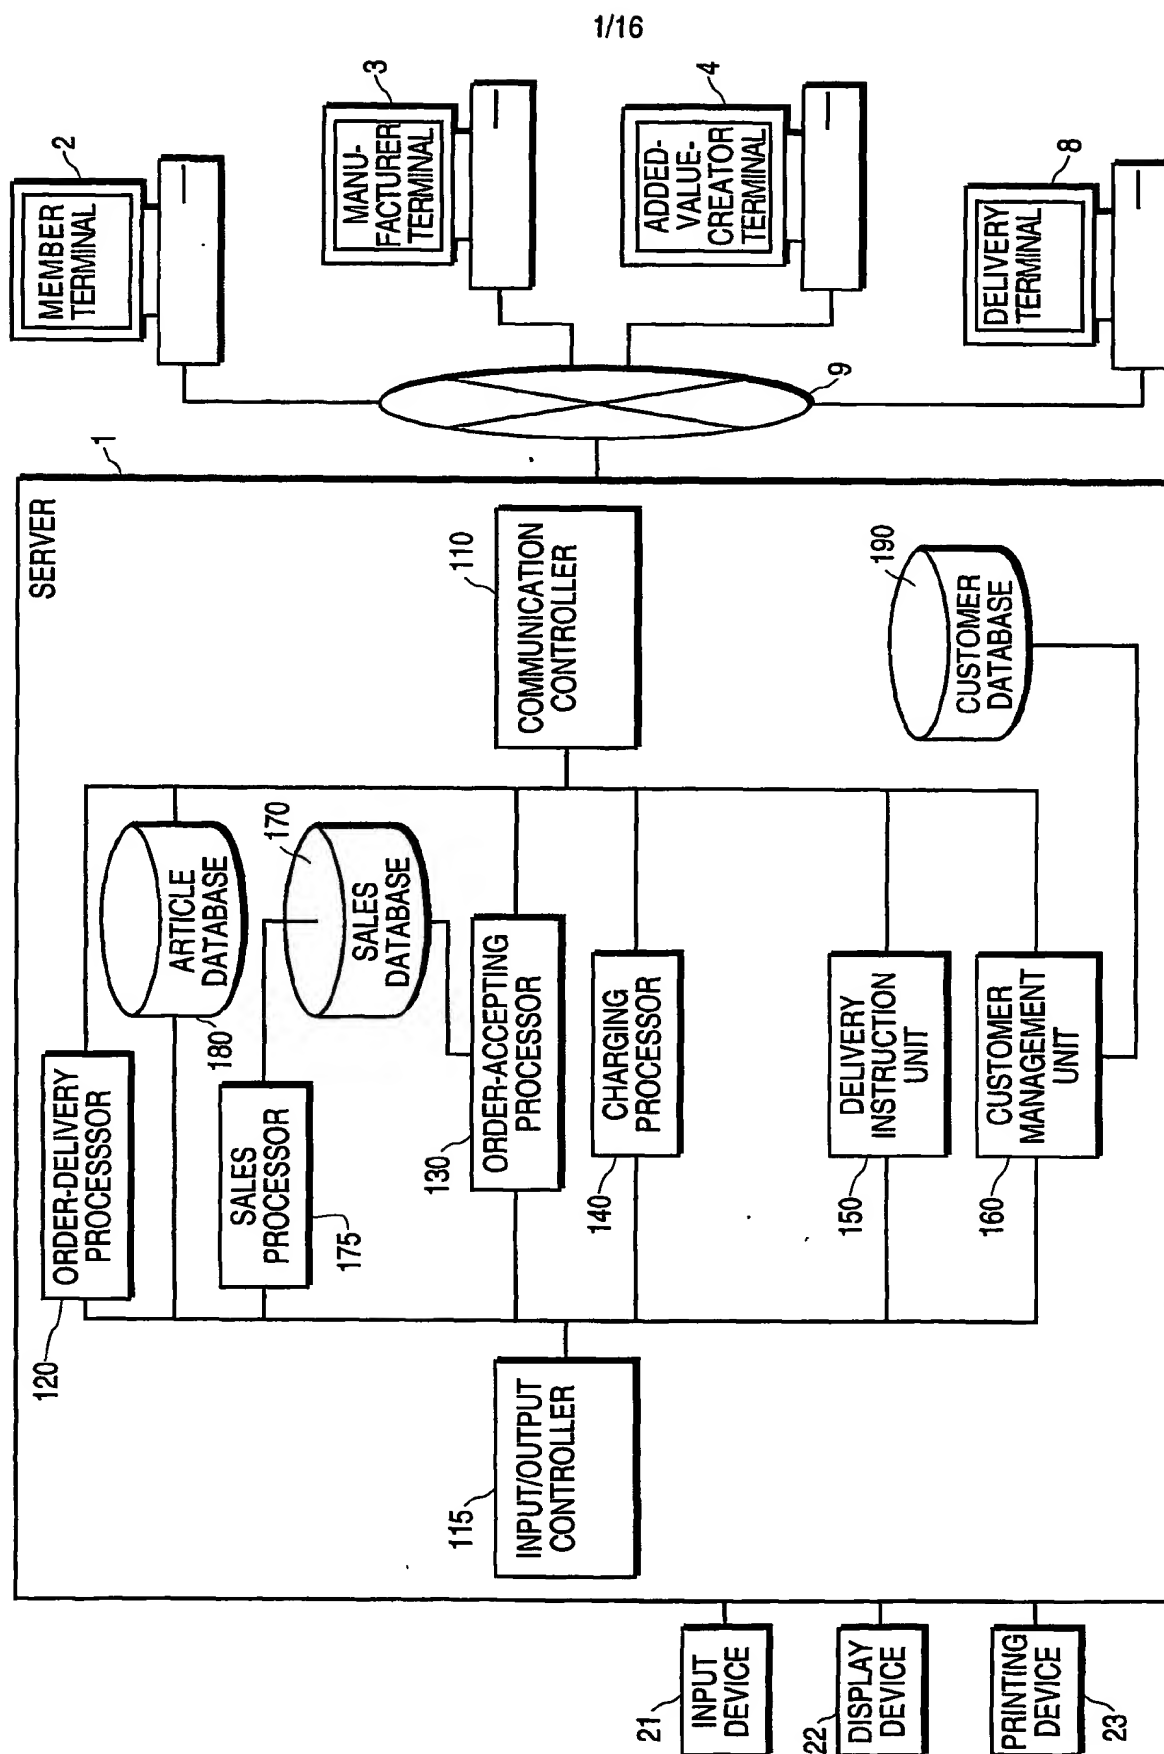 1/16
SERVER
1
MEMBER
TERMINAL
2
MANU-
FACTURER
TERMINAL
3
ADDED-
VALUE-
CREATOR
TERMINAL
4
DELIVERY
TERMINAL
8
9
120
ORDER-DELIVERY
PROCESSSOR
ARTICLE
DATABASE
180
SALES
PROCESSOR
175
170
SALES
DATABASE
130
ORDER-ACCEPTING
PROCESSOR
110
COMMUNICATION
CONTROLLER
115
INPUT/OUTPUT
CONTROLLER
140
CHARGING
PROCESSOR
150
DELIVERY
INSTRUCTION
UNIT
160
CUSTOMER
MANAGEMENT
UNIT
190
CUSTOMER
DATABASE
21
INPUT
DEVICE
22
DISPLAY
DEVICE
PRINTING
DEVICE
23